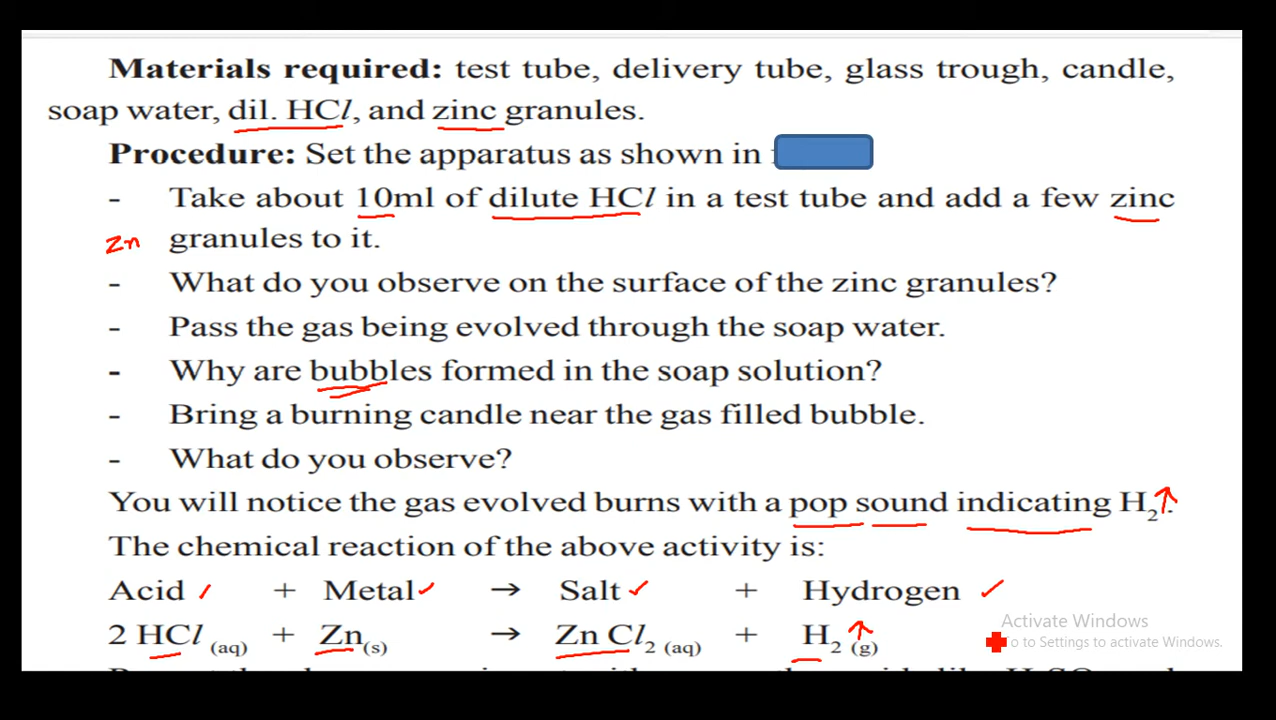 Materials required: test tube, delivery tube, glass trough, candle,
soap water, dil. HCl, and zinc granules.
Procedure: Set the apparatus as shown in
- Take about 10ml of dilute HCl in a test tube and add a few zinc
Zn granules to it.
- What do you observe on the surface of the zinc granules?
- Pass the gas being evolved through the soap water.
- Why are bubbles formed in the soap solution?
- Bring a burning candle near the gas filled bubble.
- What do you observe?
You will notice the gas evolved burns with a pop sound indicating H₂↑.
The chemical reaction of the above activity is:
Acid + Metal → Salt + Hydrogen
2 HCl (aq) + Zn(s) → Zn Cl₂ (aq) + H₂↑(g)
Activate Windows
to to Settings to activate Windows.